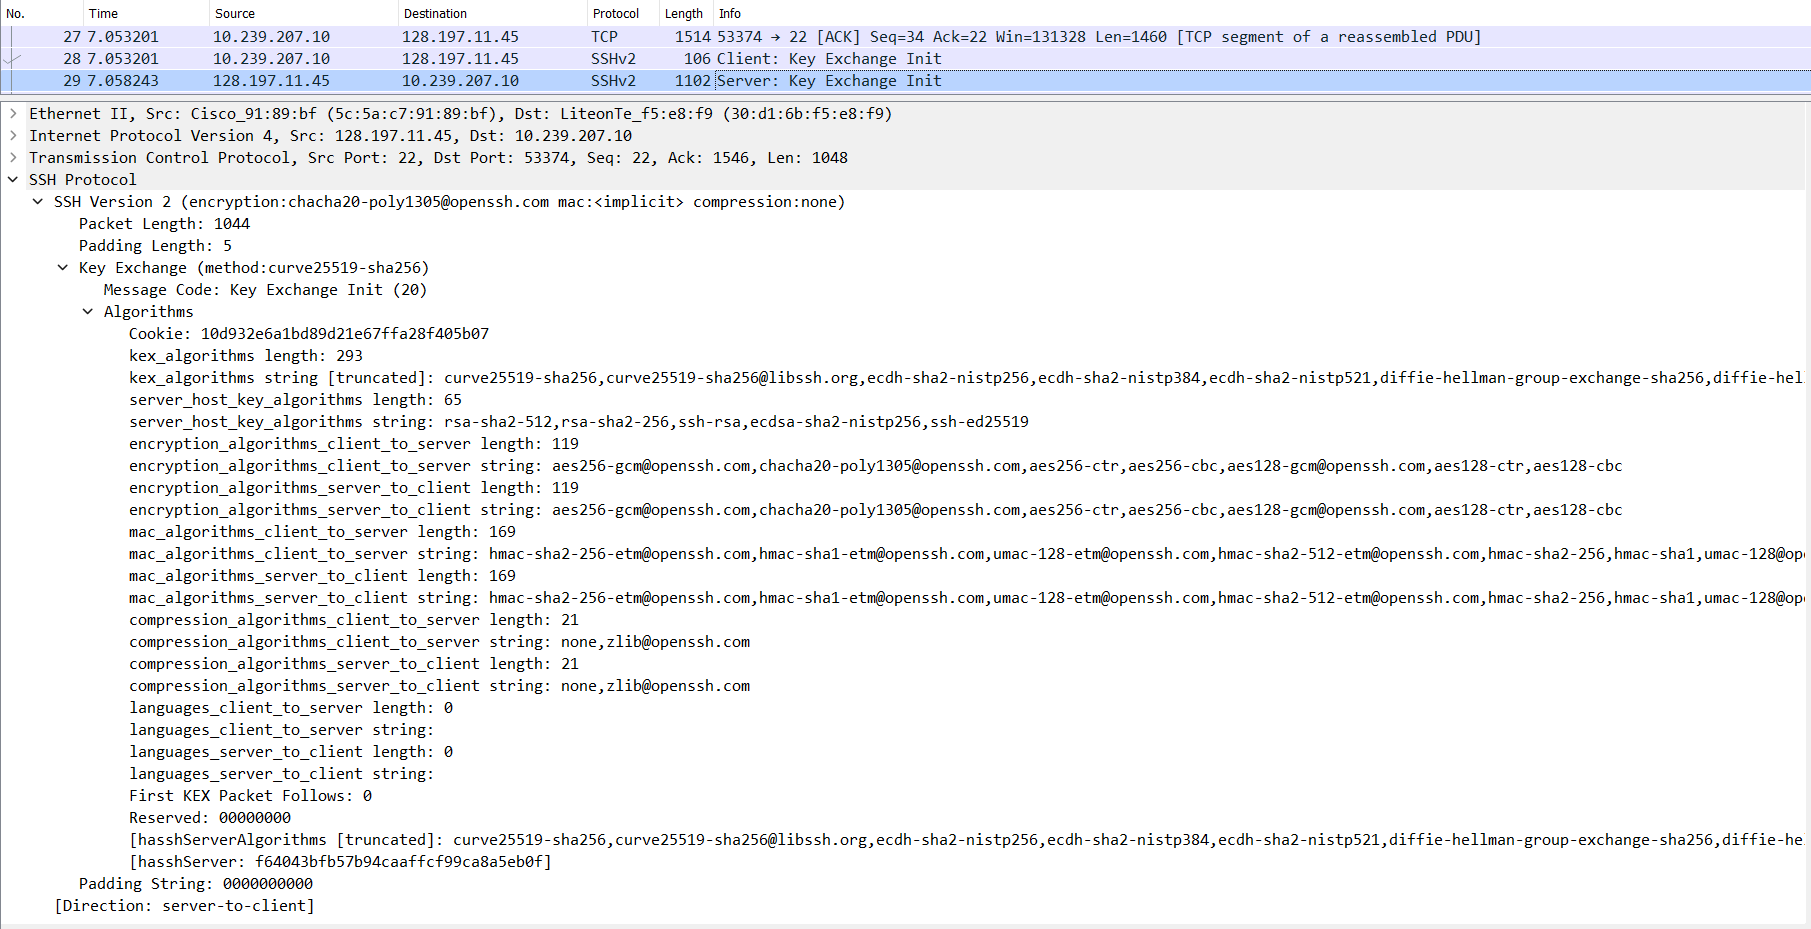 No. Time Source Destination Protocol Length Info
27 7.053201 10.239.207.10 128.197.11.45 TCP 1514 53374 → 22 [ACK] Seq=34 Ack=22 Win=131328 Len=1460 [TCP segment of a reassembled PDU]
28 7.053201 10.239.207.10 128.197.11.45 SSHv2 106 Client: Key Exchange Init
29 7.058243 128.197.11.45 10.239.207.10 SSHv2 1102 Server: Key Exchange Init
Ethernet II, Src: Cisco_91:89:bf (5c:5a:c7:91:89:bf), Dst: LiteonTe_f5:e8:f9 (30:d1:6b:f5:e8:f9)
Internet Protocol Version 4, Src: 128.197.11.45, Dst: 10.239.207.10
Transmission Control Protocol, Src Port: 22, Dst Port: 53374, Seq: 22, Ack: 1546, Len: 1048
SSH Protocol
SSH Version 2 (encryption:chacha20-poly1305@openssh.com mac:<implicit> compression:none)
Packet Length: 1044
Padding Length: 5
Key Exchange (method:curve25519-sha256)
Message Code: Key Exchange Init (20)
Algorithms
Cookie: 10d932e6a1bd89d21e67ffa28f405b07
kex_algorithms length: 293
kex_algorithms string [truncated]: curve25519-sha256,curve25519-sha256@libssh.org,ecdh-sha2-nistp256,ecdh-sha2-nistp384,ecdh-sha2-nistp521,diffie-hellman-group-exchange-sha256,diffie-hel
server_host_key_algorithms length: 65
server_host_key_algorithms string: rsa-sha2-512,rsa-sha2-256,ssh-rsa,ecdsa-sha2-nistp256,ssh-ed25519
encryption_algorithms_client_to_server length: 119
encryption_algorithms_client_to_server string: aes256-gcm@openssh.com,chacha20-poly1305@openssh.com,aes256-ctr,aes256-cbc,aes128-gcm@openssh.com,aes128-ctr,aes128-cbc
encryption_algorithms_server_to_client length: 119
encryption_algorithms_server_to_client string: aes256-gcm@openssh.com,chacha20-poly1305@openssh.com,aes256-ctr,aes256-cbc,aes128-gcm@openssh.com,aes128-ctr,aes128-cbc
mac_algorithms_client_to_server length: 169
mac_algorithms_client_to_server string: hmac-sha2-256-etm@openssh.com,hmac-sha1-etm@openssh.com,umac-128-etm@openssh.com,hmac-sha2-512-etm@openssh.com,hmac-sha2-256,hmac-sha1,umac-128@ope
mac_algorithms_server_to_client length: 169
mac_algorithms_server_to_client string: hmac-sha2-256-etm@openssh.com,hmac-sha1-etm@openssh.com,umac-128-etm@openssh.com,hmac-sha2-512-etm@openssh.com,hmac-sha2-256,hmac-sha1,umac-128@ope
compression_algorithms_client_to_server length: 21
compression_algorithms_client_to_server string: none,zlib@openssh.com
compression_algorithms_server_to_client length: 21
compression_algorithms_server_to_client string: none,zlib@openssh.com
languages_client_to_server length: 0
languages_client_to_server string:
languages_server_to_client length: 0
languages_server_to_client string:
First KEX Packet Follows: 0
Reserved: 00000000
[hasshServerAlgorithms [truncated]: curve25519-sha256,curve25519-sha256@libssh.org,ecdh-sha2-nistp256,ecdh-sha2-nistp384,ecdh-sha2-nistp521,diffie-hellman-group-exchange-sha256,diffie-he
[hasshServer: f64043bfb57b94caaffcf99ca8a5eb0f]
Padding String: 0000000000
[Direction: server-to-client]